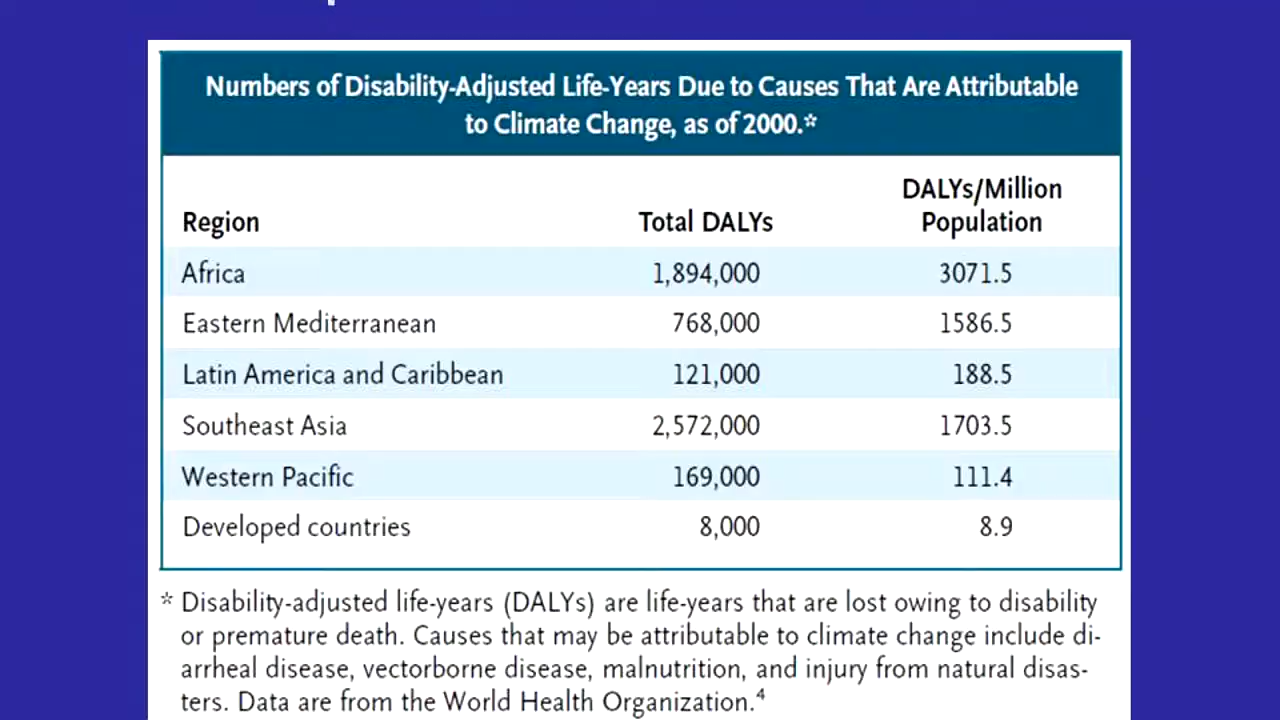 Numbers of Disability-Adjusted Life-Years Due to Causes That Are Attributable
to Climate Change, as of 2000.*
Region Total DALYs DALYs/Million Population
Africa 1,894,000 3071.5
Eastern Mediterranean 768,000 1586.5
Latin America and Caribbean 121,000 188.5
Southeast Asia 2,572,000 1703.5
Western Pacific 169,000 111.4
Developed countries 8,000 8.9
* Disability-adjusted life-years (DALYs) are life-years that are lost owing to disability
or premature death. Causes that may be attributable to climate change include di-
arrheal disease, vectorborne disease, malnutrition, and injury from natural disas-
ters. Data are from the World Health Organization.⁴